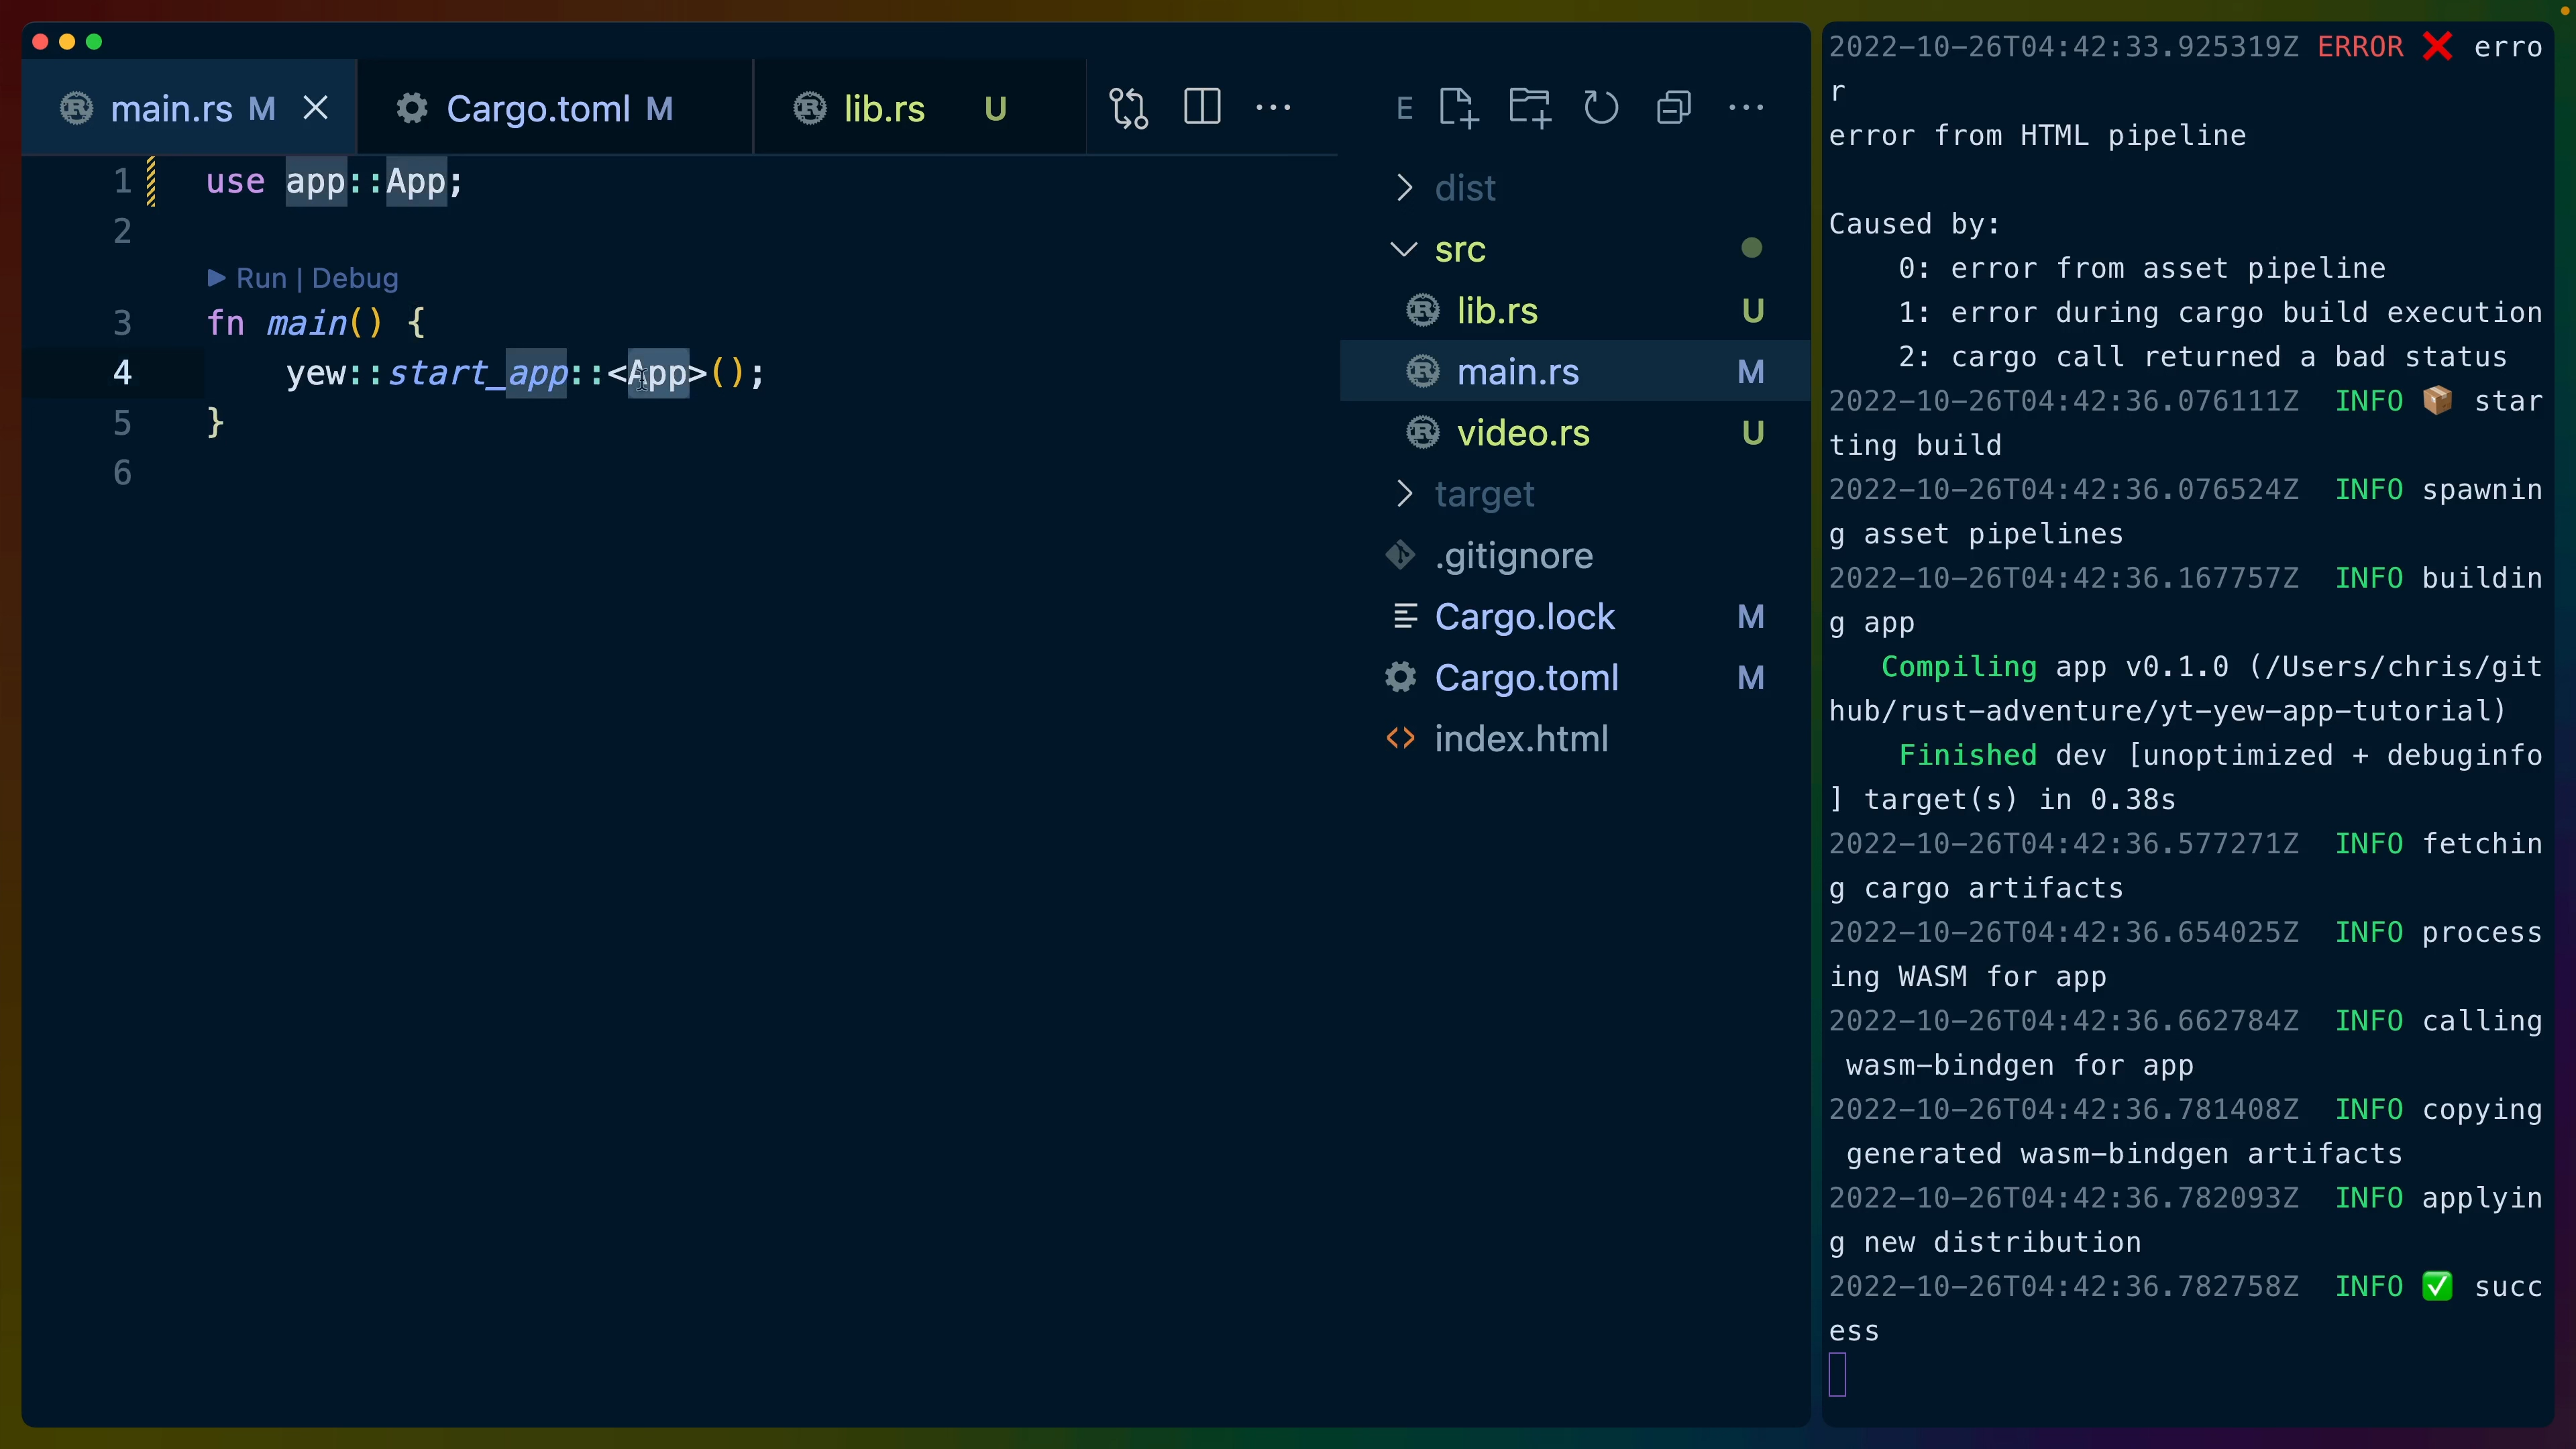 main.rs M
Cargo.toml M
lib.rs U
1 use app::App;
2
Run | Debug
3 fn main() {
4 yew::start_app::<App>();
5 }
6
E
dist
src
lib.rs U
main.rs M
video.rs U
target
.gitignore
Cargo.lock M
Cargo.toml M
index.html
2022-10-26T04:42:33.925319Z ERROR ❌ erro
r
error from HTML pipeline
Caused by:
0: error from asset pipeline
1: error during cargo build execution
2: cargo call returned a bad status
2022-10-26T04:42:36.076111Z INFO 📦 star
ting build
2022-10-26T04:42:36.076524Z INFO spawnin
g asset pipelines
2022-10-26T04:42:36.167757Z INFO buildin
g app
Compiling app v0.1.0 (/Users/chris/git
hub/rust-adventure/yt-yew-app-tutorial)
Finished dev [unoptimized + debuginfo
] target(s) in 0.38s
2022-10-26T04:42:36.577271Z INFO fetchin
g cargo artifacts
2022-10-26T04:42:36.654025Z INFO process
ing WASM for app
2022-10-26T04:42:36.662784Z INFO calling
wasm-bindgen for app
2022-10-26T04:42:36.781408Z INFO copying
generated wasm-bindgen artifacts
2022-10-26T04:42:36.782093Z INFO applyin
g new distribution
2022-10-26T04:42:36.782758Z INFO ✅ succ
ess